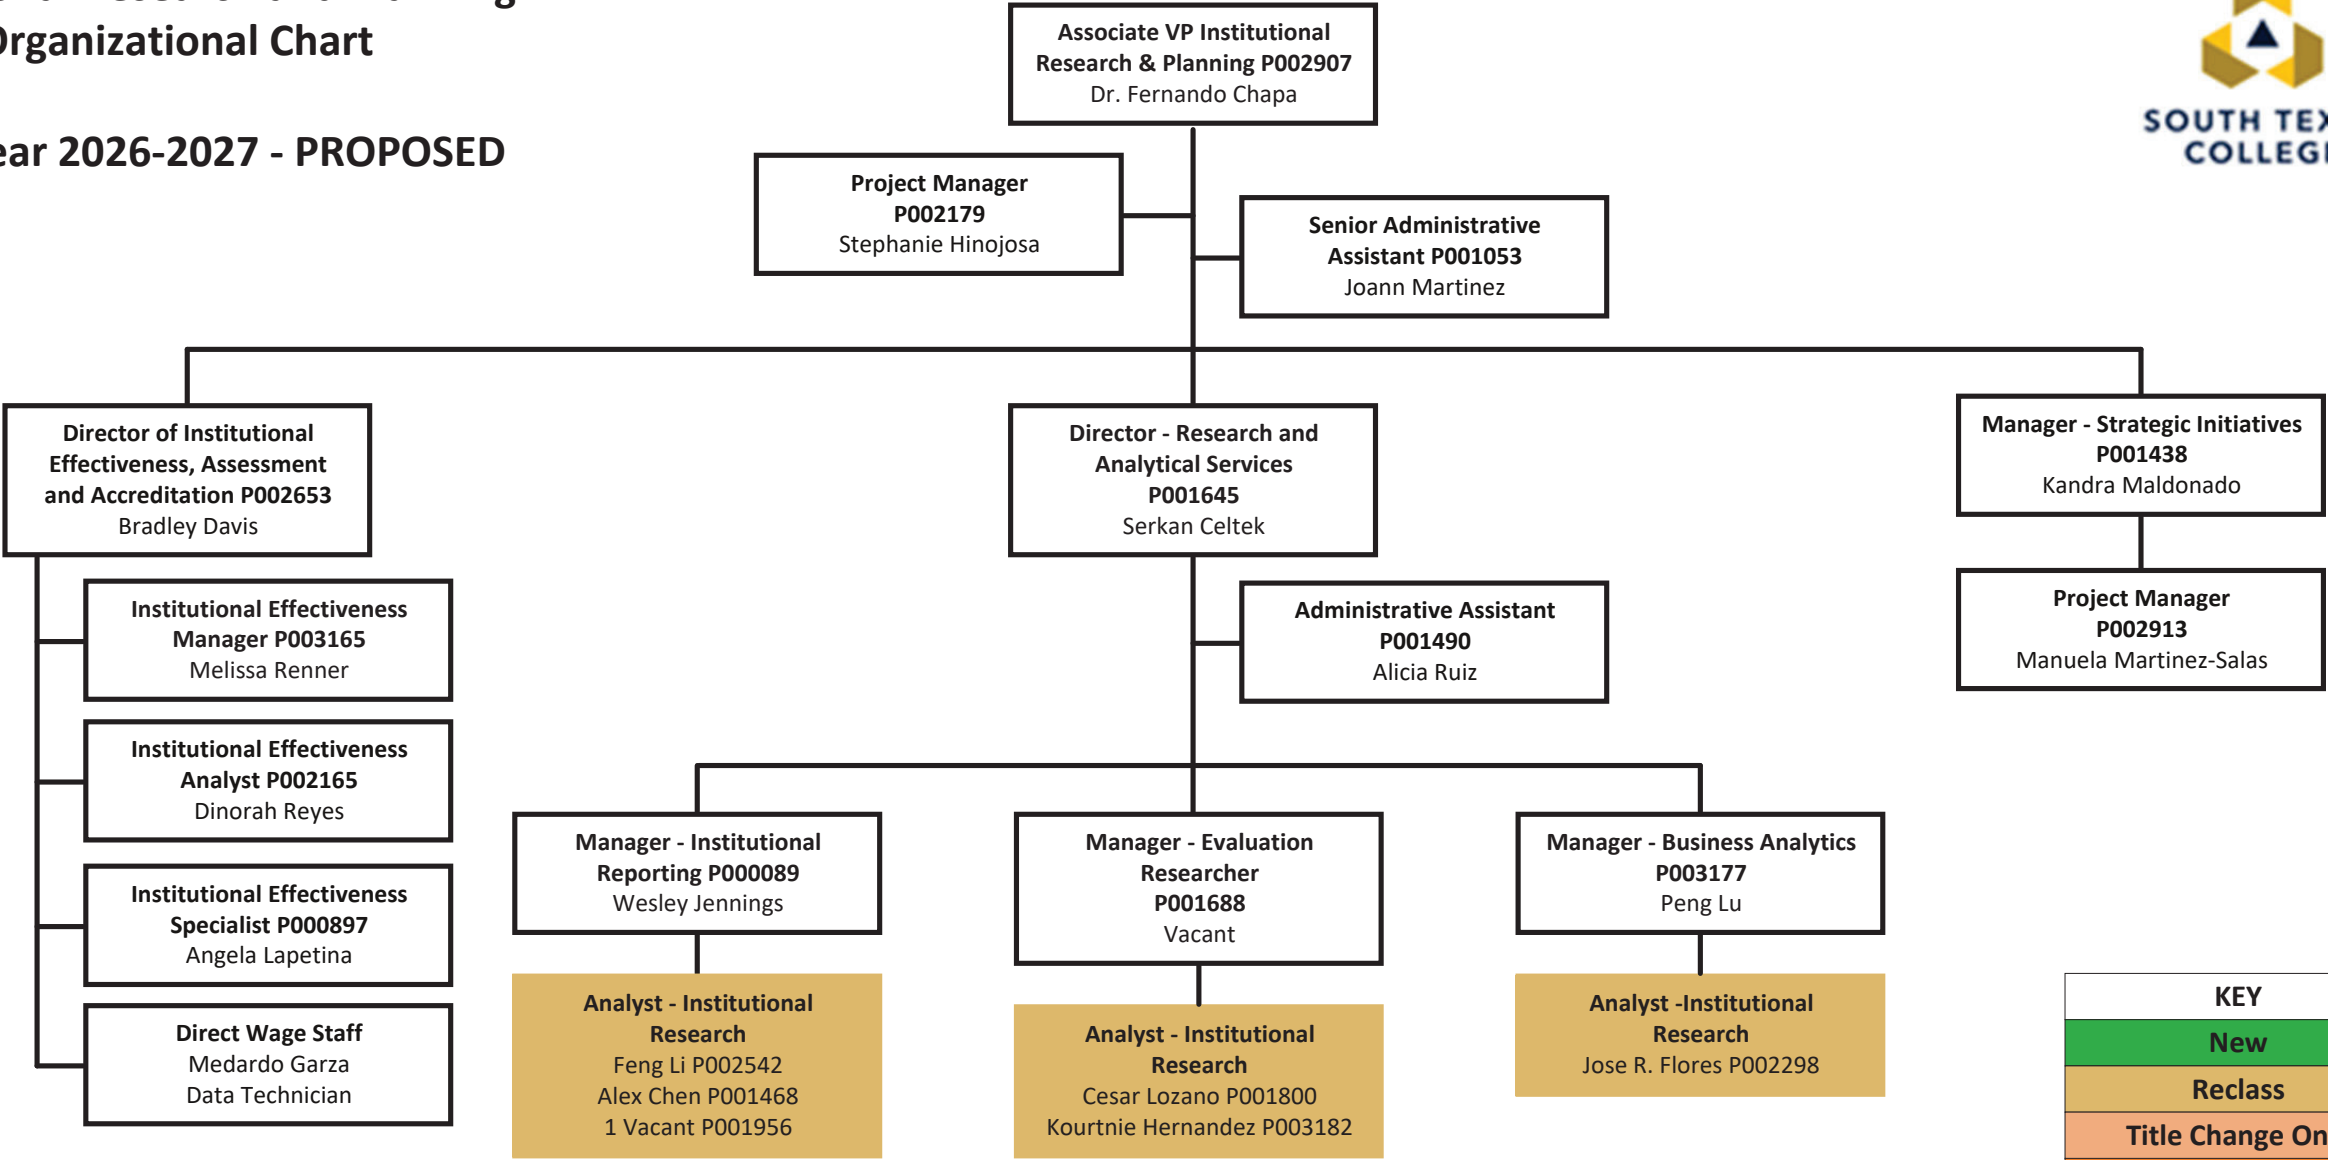 Organizational Chart
Year 2026-2027 - PROPOSED
Associate VP Institutional
Research & Planning P002907
Dr. Fernando Chapa
SOUTH TEXAS
COLLEGE
Project Manager
P002179
Stephanie Hinojosa
Senior Administrative
Assistant P001053
Joann Martinez
Director of Institutional
Effectiveness, Assessment
and Accreditation P002653
Bradley Davis
Director - Research and
Analytical Services
P001645
Serkan Celtek
Manager - Strategic Initiatives
P001438
Kandra Maldonado
Institutional Effectiveness
Manager P003165
Melissa Renner
Administrative Assistant
P001490
Alicia Ruiz
Project Manager
P002913
Manuela Martinez-Salas
Institutional Effectiveness
Analyst P002165
Dinorah Reyes
Institutional Effectiveness
Specialist P000897
Angela Lapetina
Direct Wage Staff
Medardo Garza
Data Technician
Manager - Institutional
Reporting P000089
Wesley Jennings
Manager - Evaluation
Researcher
P001688
Vacant
Manager - Business Analytics
P003177
Peng Lu
Analyst - Institutional
Research
Feng Li P002542
Alex Chen P001468
1 Vacant P001956
Analyst - Institutional
Research
Cesar Lozano P001800
Kourtnie Hernandez P003182
Analyst -Institutional
Research
Jose R. Flores P002298
KEY
New
Reclass
Title Change On